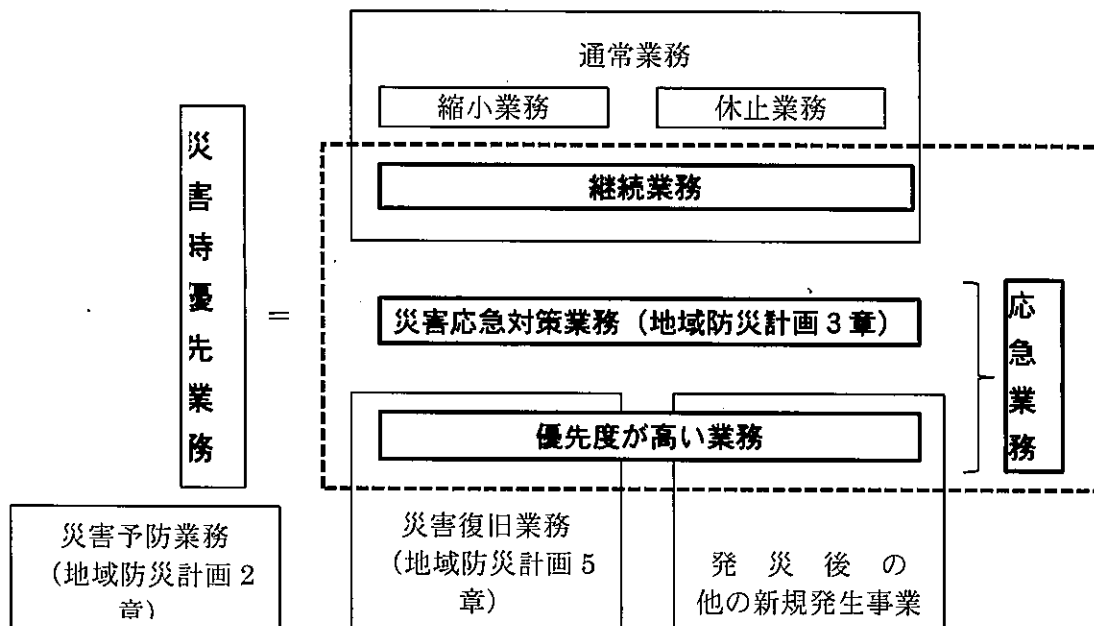 通常業務
縮小業務
休止業務
継続業務
災害時優先業務
=
災害応急対策業務（地域防災計画3章）
応急業務
優先度が高い業務
災害予防業務
（地域防災計画2
章）
災害復旧業務
（地域防災計画5
章）
発災後の
他の新規発生事業